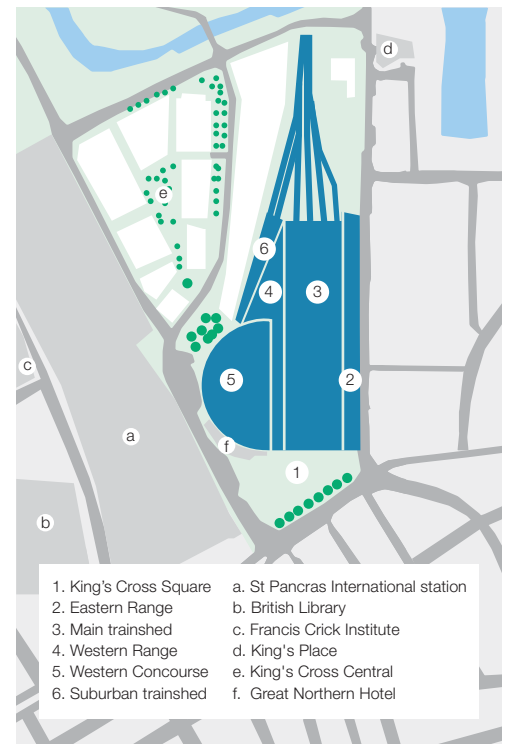 d
e
6
4
3
c
5
2
a
f
1
b
1. King’s Cross Square
2. Eastern Range
3. Main trainshed
4. Western Range
5. Western Concourse
6. Suburban trainshed
a. St Pancras International station
b. British Library
c. Francis Crick Institute
d. King's Place
e. King's Cross Central
f. Great Northern Hotel